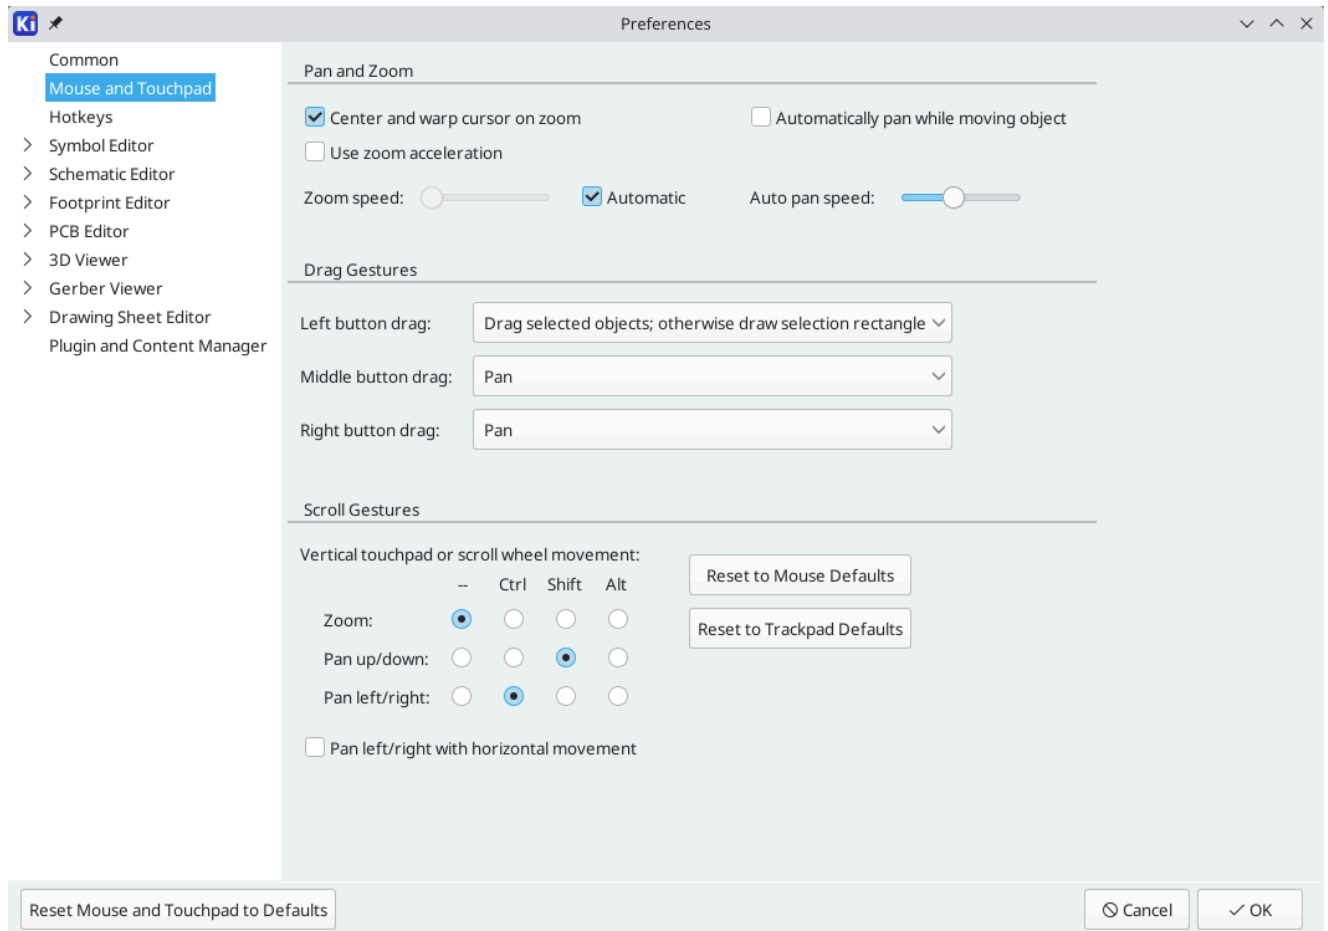 Ki
Preferences
Common
Mouse and Touchpad
Hotkeys
Symbol Editor
Schematic Editor
Footprint Editor
PCB Editor
3D Viewer
Gerber Viewer
Drawing Sheet Editor
Plugin and Content Manager
Pan and Zoom
Center and warp cursor on zoom
Automatically pan while moving object
Use zoom acceleration
Zoom speed:
Automatic
Auto pan speed:
Drag Gestures
Left button drag:
Drag selected objects; otherwise draw selection rectangle
Middle button drag:
Pan
Right button drag:
Pan
Scroll Gestures
Vertical touchpad or scroll wheel movement:
-- Ctrl Shift Alt
Zoom:
Pan up/down:
Pan left/right:
Reset to Mouse Defaults
Reset to Trackpad Defaults
Pan left/right with horizontal movement
Reset Mouse and Touchpad to Defaults
Cancel
OK